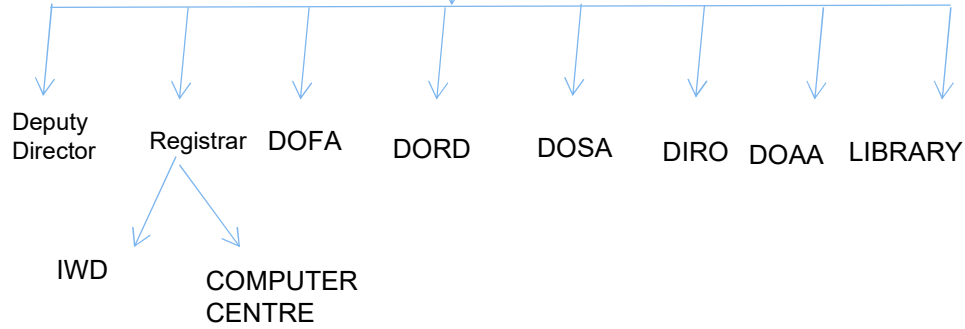 Deputy
Director
Registrar
DOFA
DORD
DOSA
DIRO
DOAA
LIBRARY
IWD
COMPUTER
CENTRE